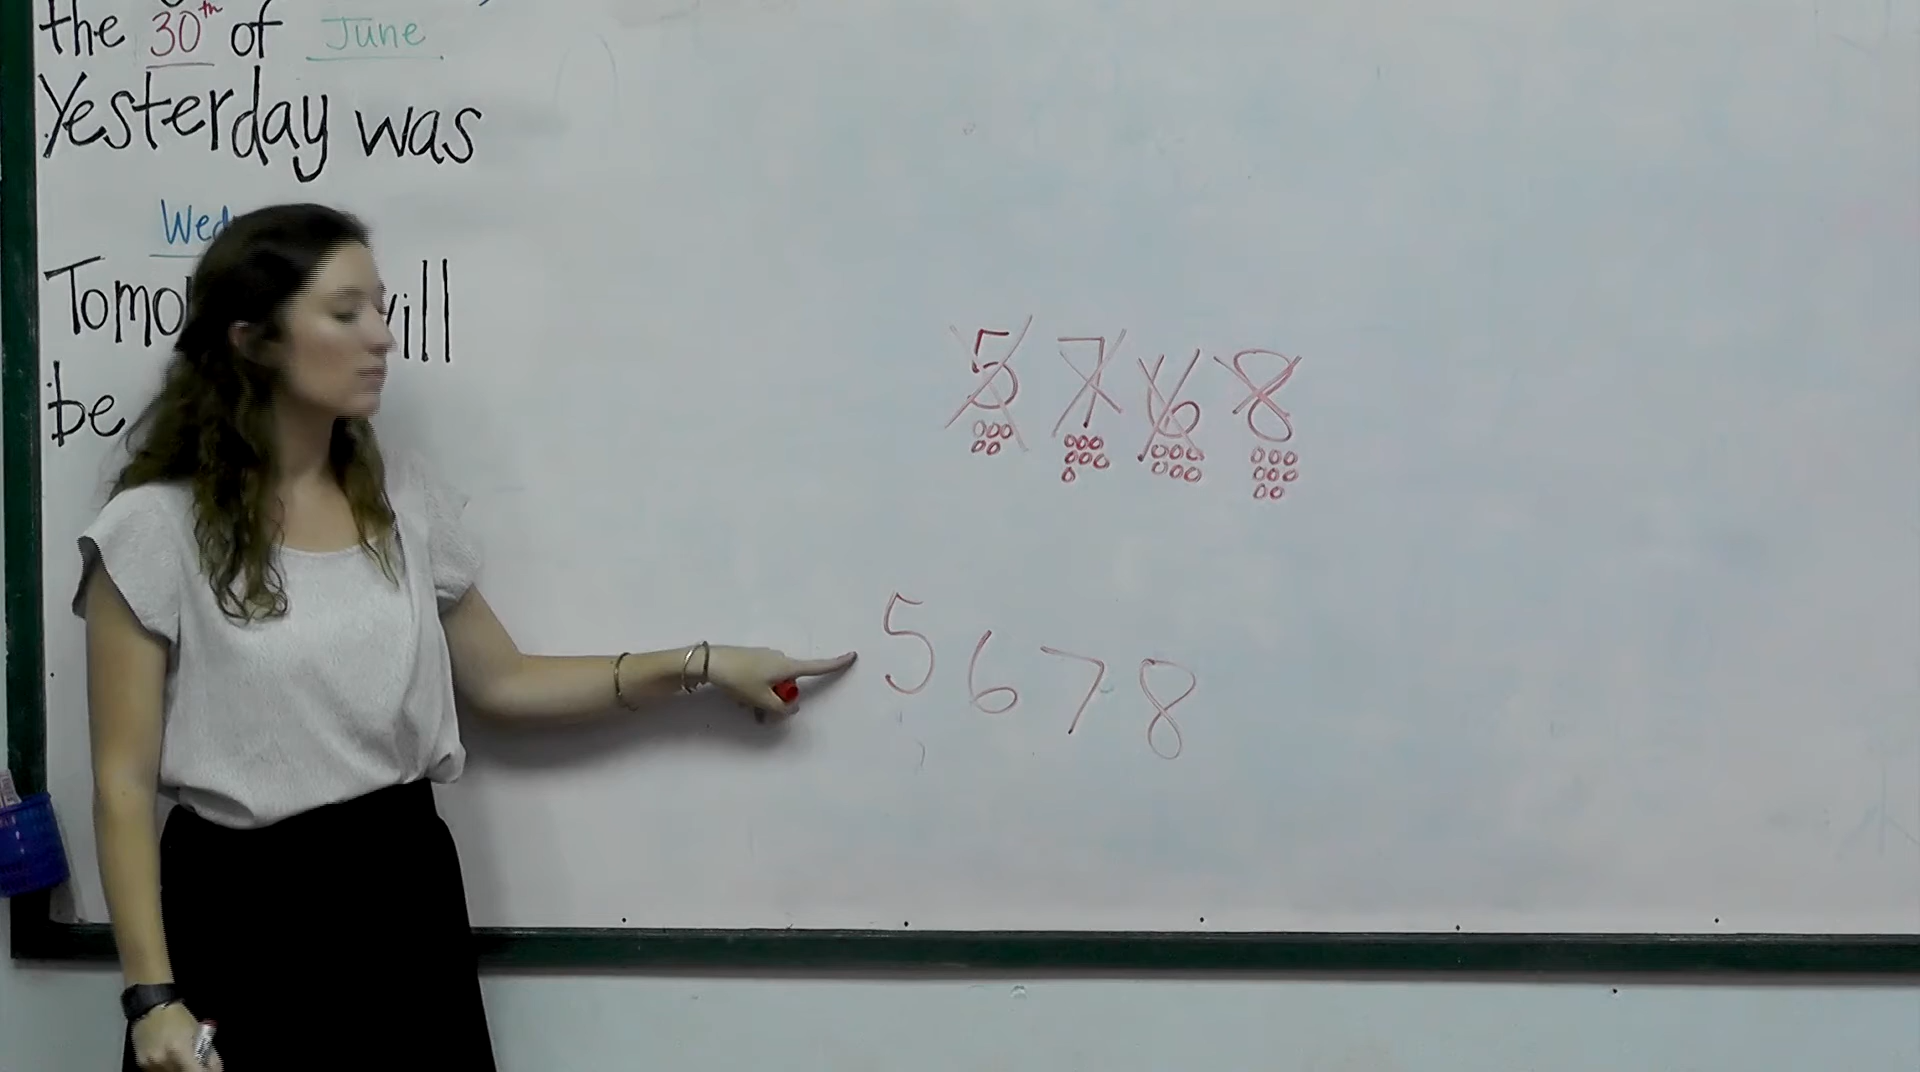 the 30th of June
Yesterday was
Wed
Tomo will
be
5 7 6 8
5 6 7 8